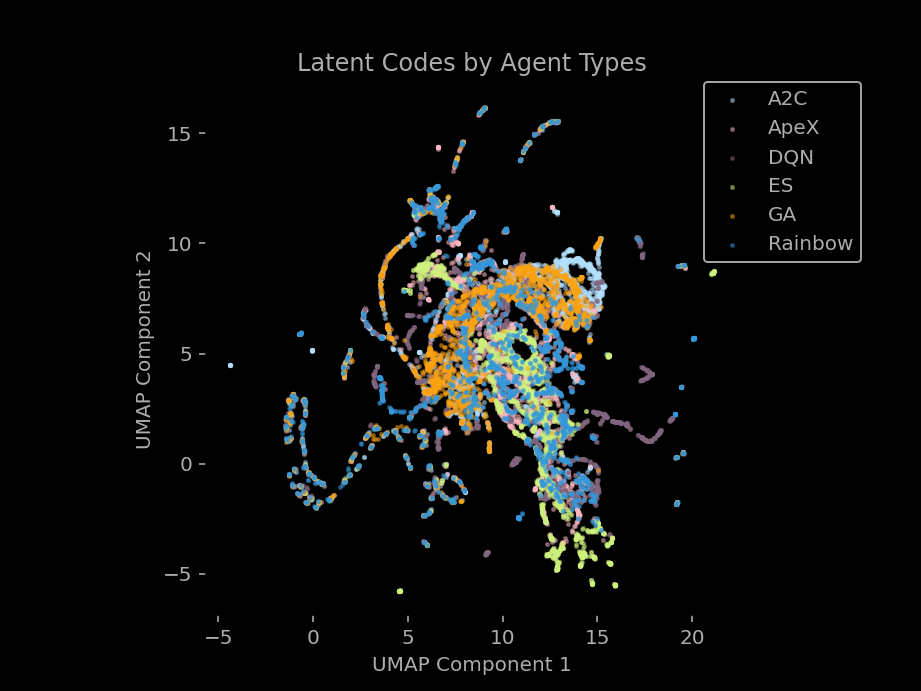 Latent Codes by Agent Types
A2C
ApeX
DQN
ES
GA
Rainbow
15
10
5
0
−5
UMAP Component 2
−5
0
5
10
15
20
UMAP Component 1